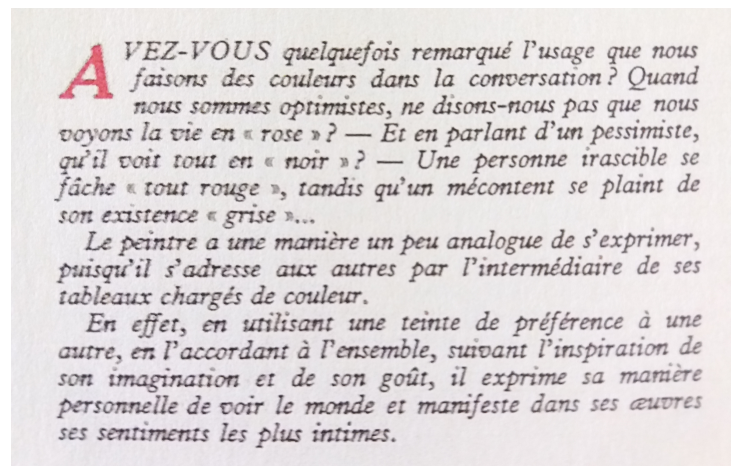 AVEZ-VOUS quelquefois remarqué l'usage que nous
faisons des couleurs dans la conversation ? Quand
nous sommes optimistes, ne disons-nous pas que nous
voyons la vie en « rose » ? — Et en parlant d'un pessimiste,
qu'il voit tout en « noir » ? — Une personne irascible se
fâche « tout rouge », tandis qu'un mécontent se plaint de
son existence « grise »...
Le peintre a une manière un peu analogue de s'exprimer,
puisqu'il s'adresse aux autres par l'intermédiaire de ses
tableaux chargés de couleur.
En effet, en utilisant une teinte de préférence à une
autre, en l'accordant à l'ensemble, suivant l'inspiration de
son imagination et de son goût, il exprime sa manière
personnelle de voir le monde et manifeste dans ses œuvres
ses sentiments les plus intimes.